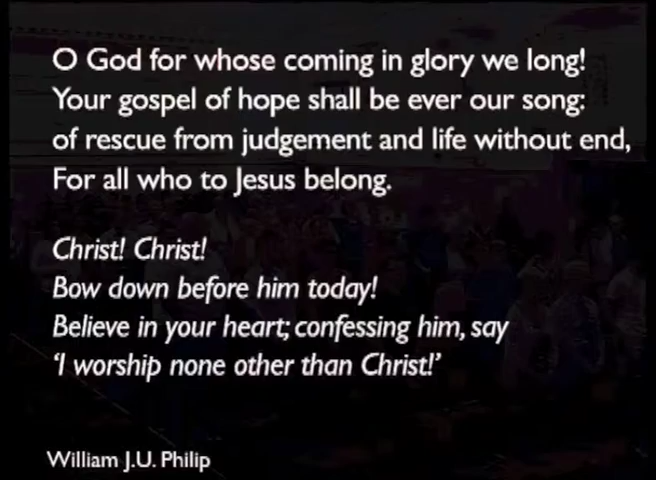 O God for whose coming in glory we long!
Your gospel of hope shall be ever our song:
of rescue from judgement and life without end,
For all who to Jesus belong.
Christ! Christ!
Bow down before him today!
Believe in your heart; confessing him, say
‘I worship none other than Christ!’
William J.U. Philip